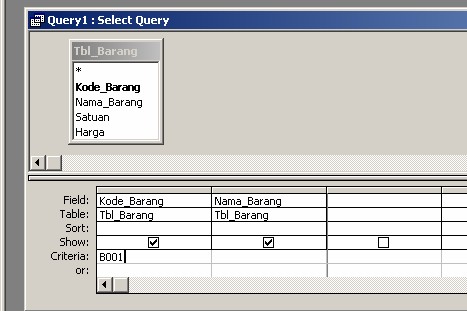 Query1 : Select Query
Tbl_Barang
*
Kode_Barang
Nama_Barang
Satuan
Harga
Field: Kode_Barang Nama_Barang
Table: Tbl_Barang Tbl_Barang
Sort:
Show:
Criteria: B001
or: